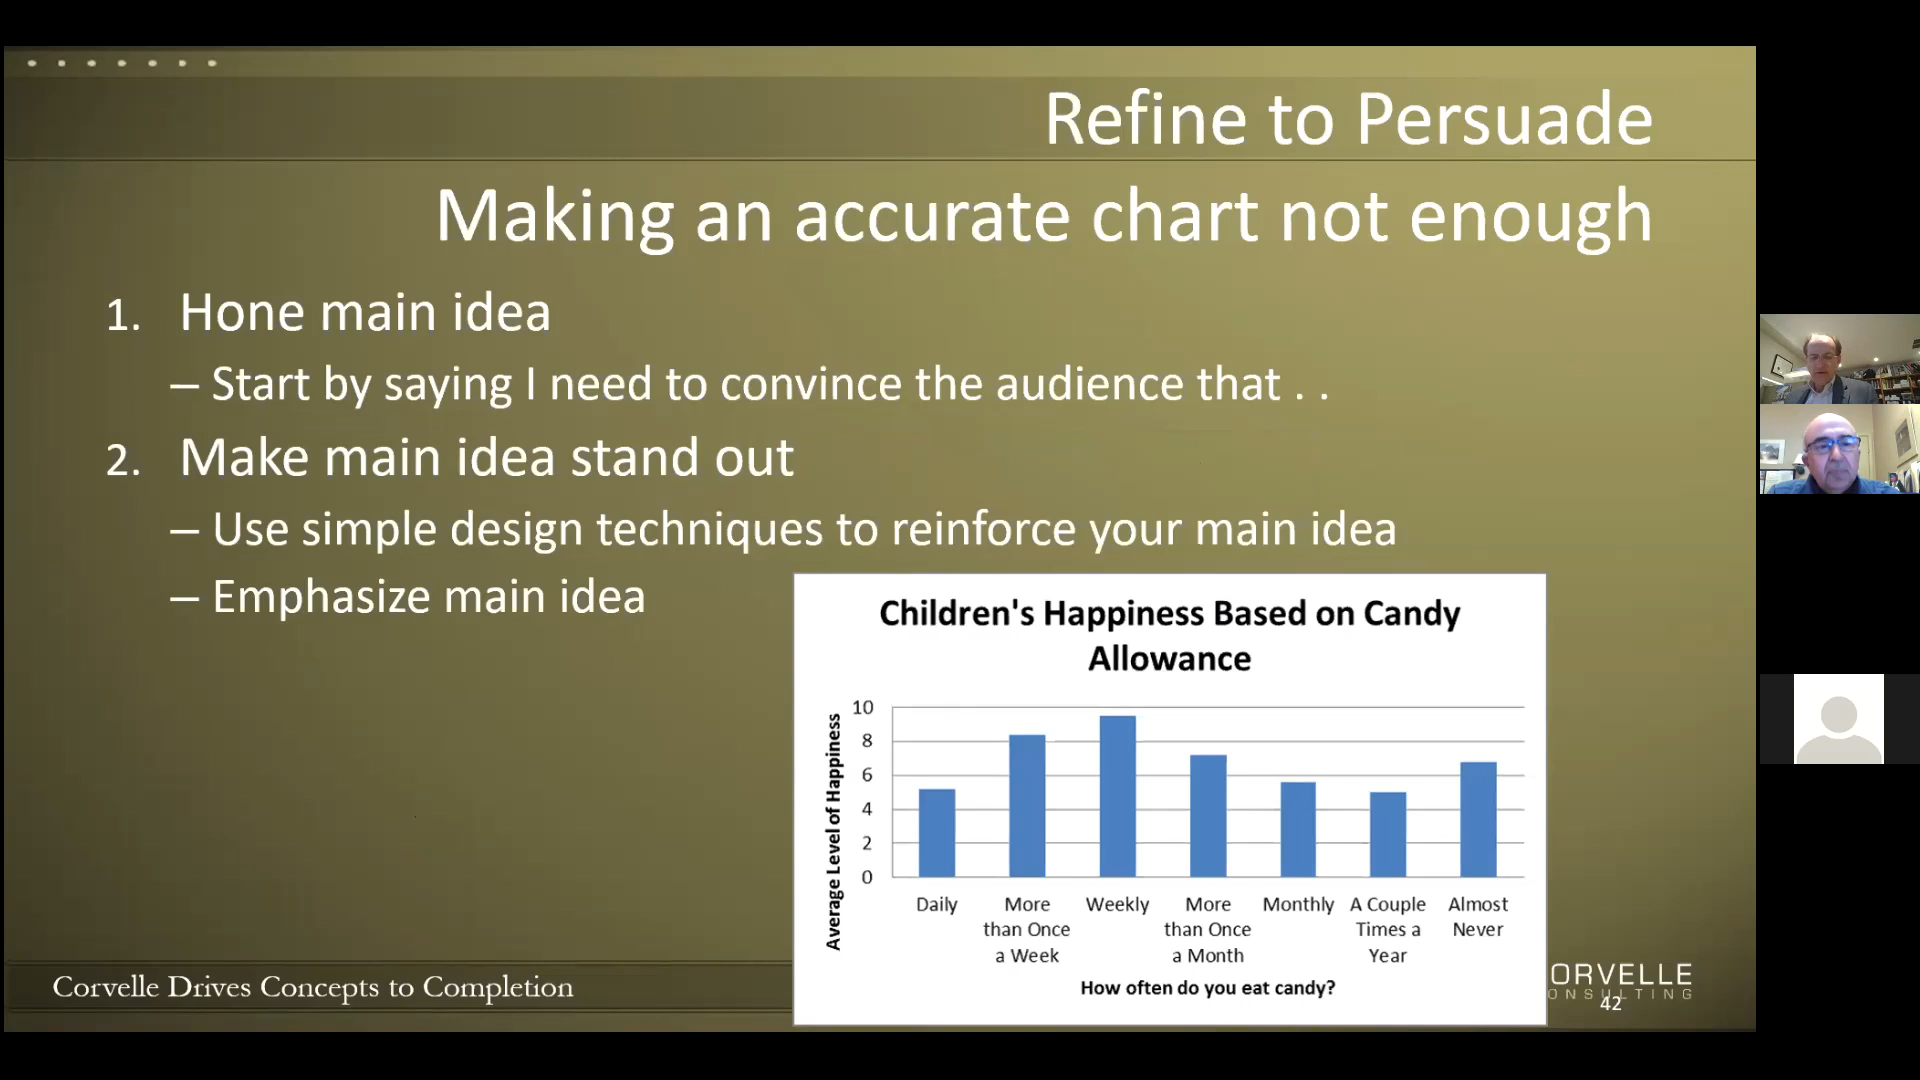 Refine to Persuade
Making an accurate chart not enough
1. Hone main idea
– Start by saying I need to convince the audience that . .
2. Make main idea stand out
– Use simple design techniques to reinforce your main idea
– Emphasize main idea
Children's Happiness Based on Candy
Allowance
Average Level of Happiness
10
8
6
4
2
0
Daily
More
than Once
a Week
Weekly
More
than Once
a Month
Monthly
A Couple
Times a
Year
Almost
Never
How often do you eat candy?
Corvelle Drives Concepts to Completion
ORVELLE
ONSULTING
42